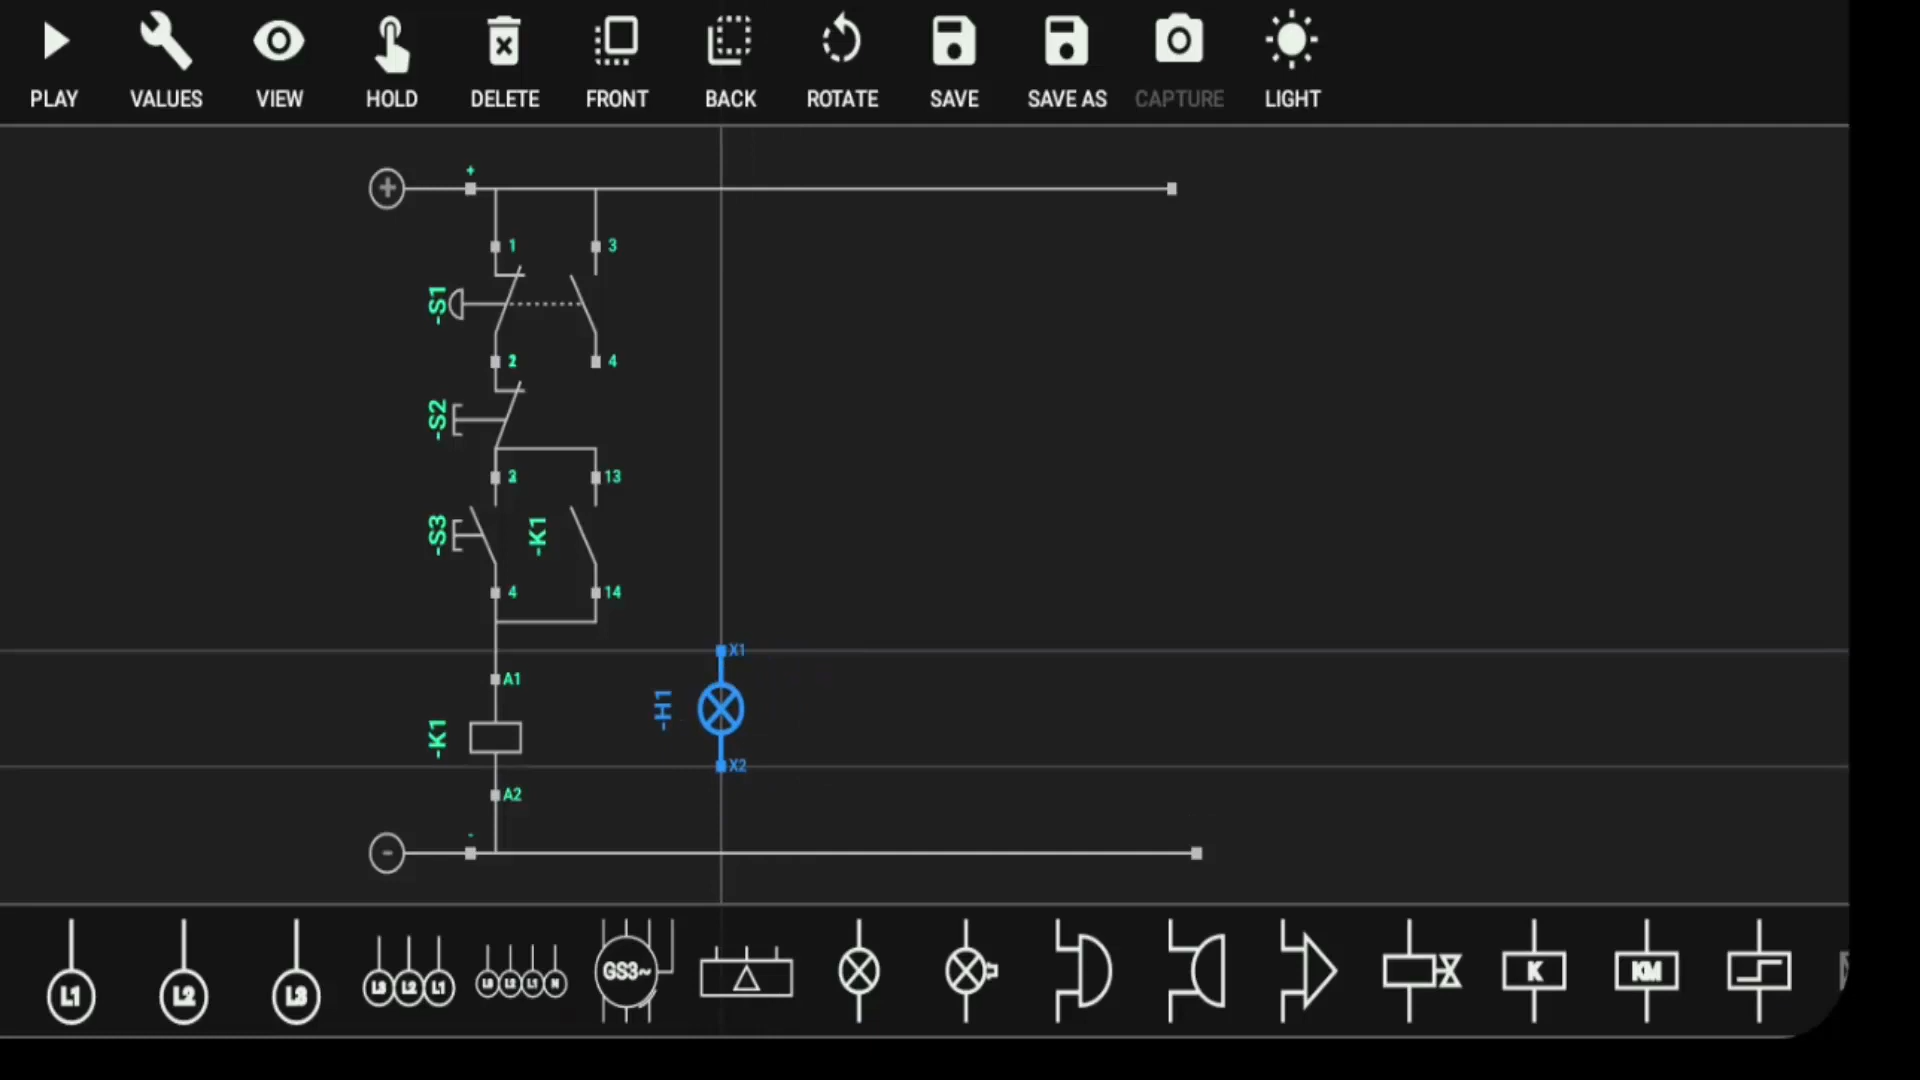 PLAY VALUES VIEW HOLD DELETE FRONT BACK ROTATE SAVE SAVE AS CAPTURE LIGHT
+
+
1 3
-S1
2 4
-S2
13
-S3 -K1
4 14
X1
A1
-K1 -H1
X2
A2
-
-
L1 L2 L3 L3 L2 L1 L3 L2 L1 N GS3~ K KM